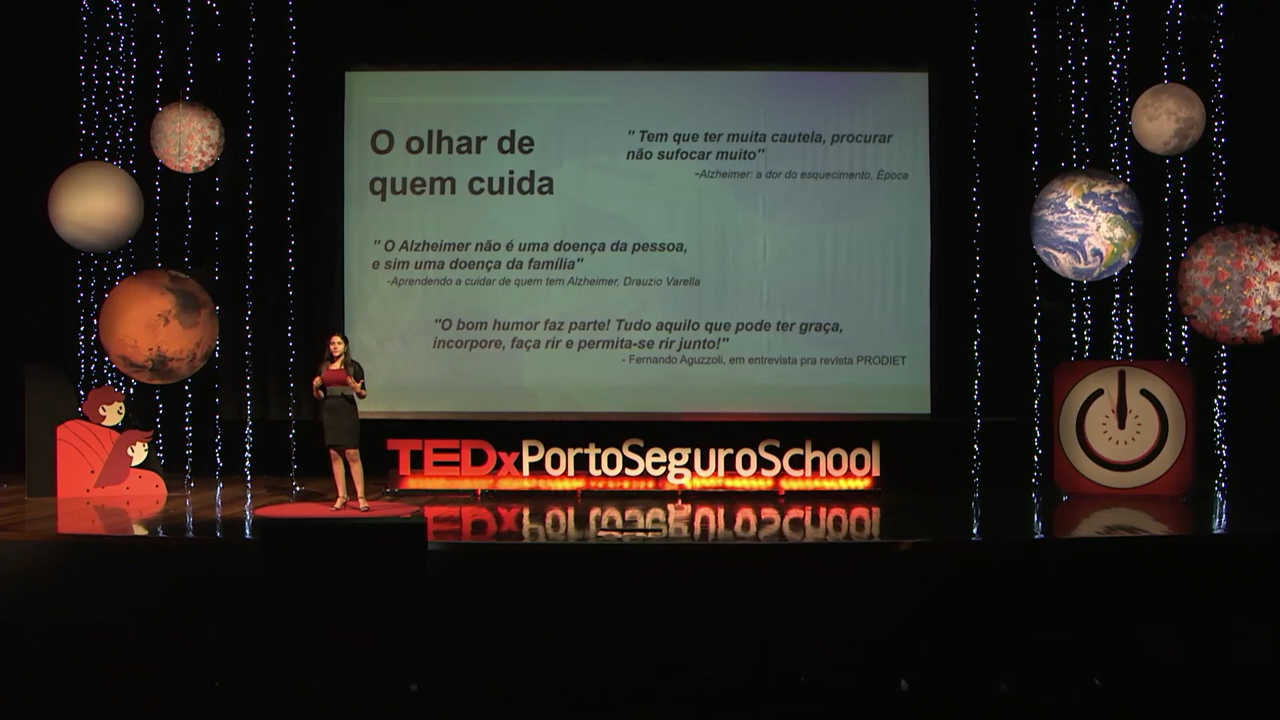 O olhar de
quem cuida
" Tem que ter muita cautela, procurar
não sufocar muito"
~Alzheimer: a dor do esquecimento, Época
" O Alzheimer não é uma doença da pessoa,
e sim uma doença da família"
~Aprendendo a cuidar de quem tem Alzheimer, Drauzio Varella
"O bom humor faz parte! Tudo aquilo que pode ter graça,
incorpore, faça rir e permita-se rir junto!"
- Fernando Aguzzoli, em entrevista pra revista PRODIET
TEDxPortoSeguroSchool